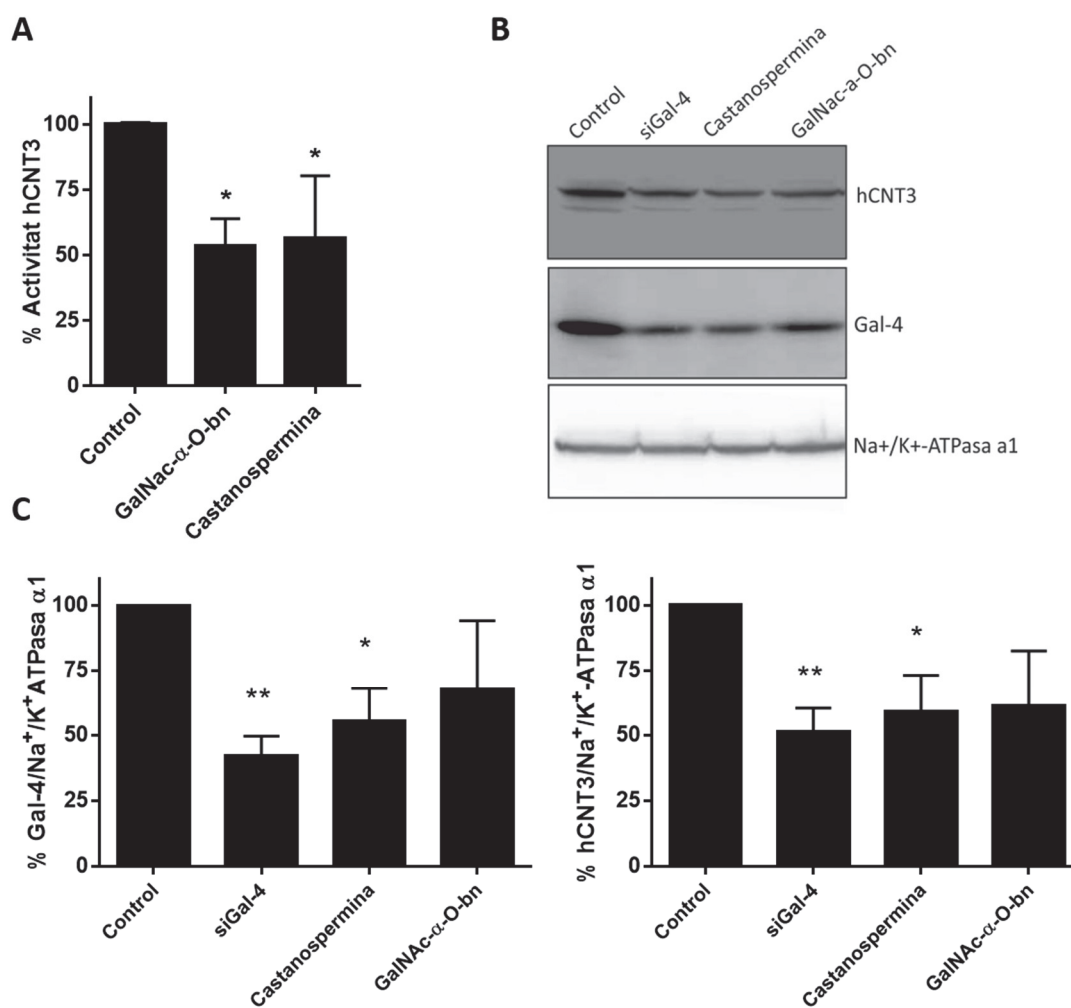 A
% Activitat hCNT3
100
75
50
25
0
*
*
Control
GalNac-α-O-bn
Castanospermina
B
Control
siGal-4
Castanospermina
GalNac-a-O-bn
hCNT3
Gal-4
Na+/K+-ATPasa a1
C
% Gal-4/Na⁺/K⁺ATPasa α1
100
75
50
25
0
**
*
Control
siGal-4
Castanospermina
GalNAc-α-O-bn
% hCNT3/Na⁺/K⁺-ATPasa α1
100
75
50
25
0
**
*
Control
siGal-4
Castanospermina
GalNAc-α-O-bn